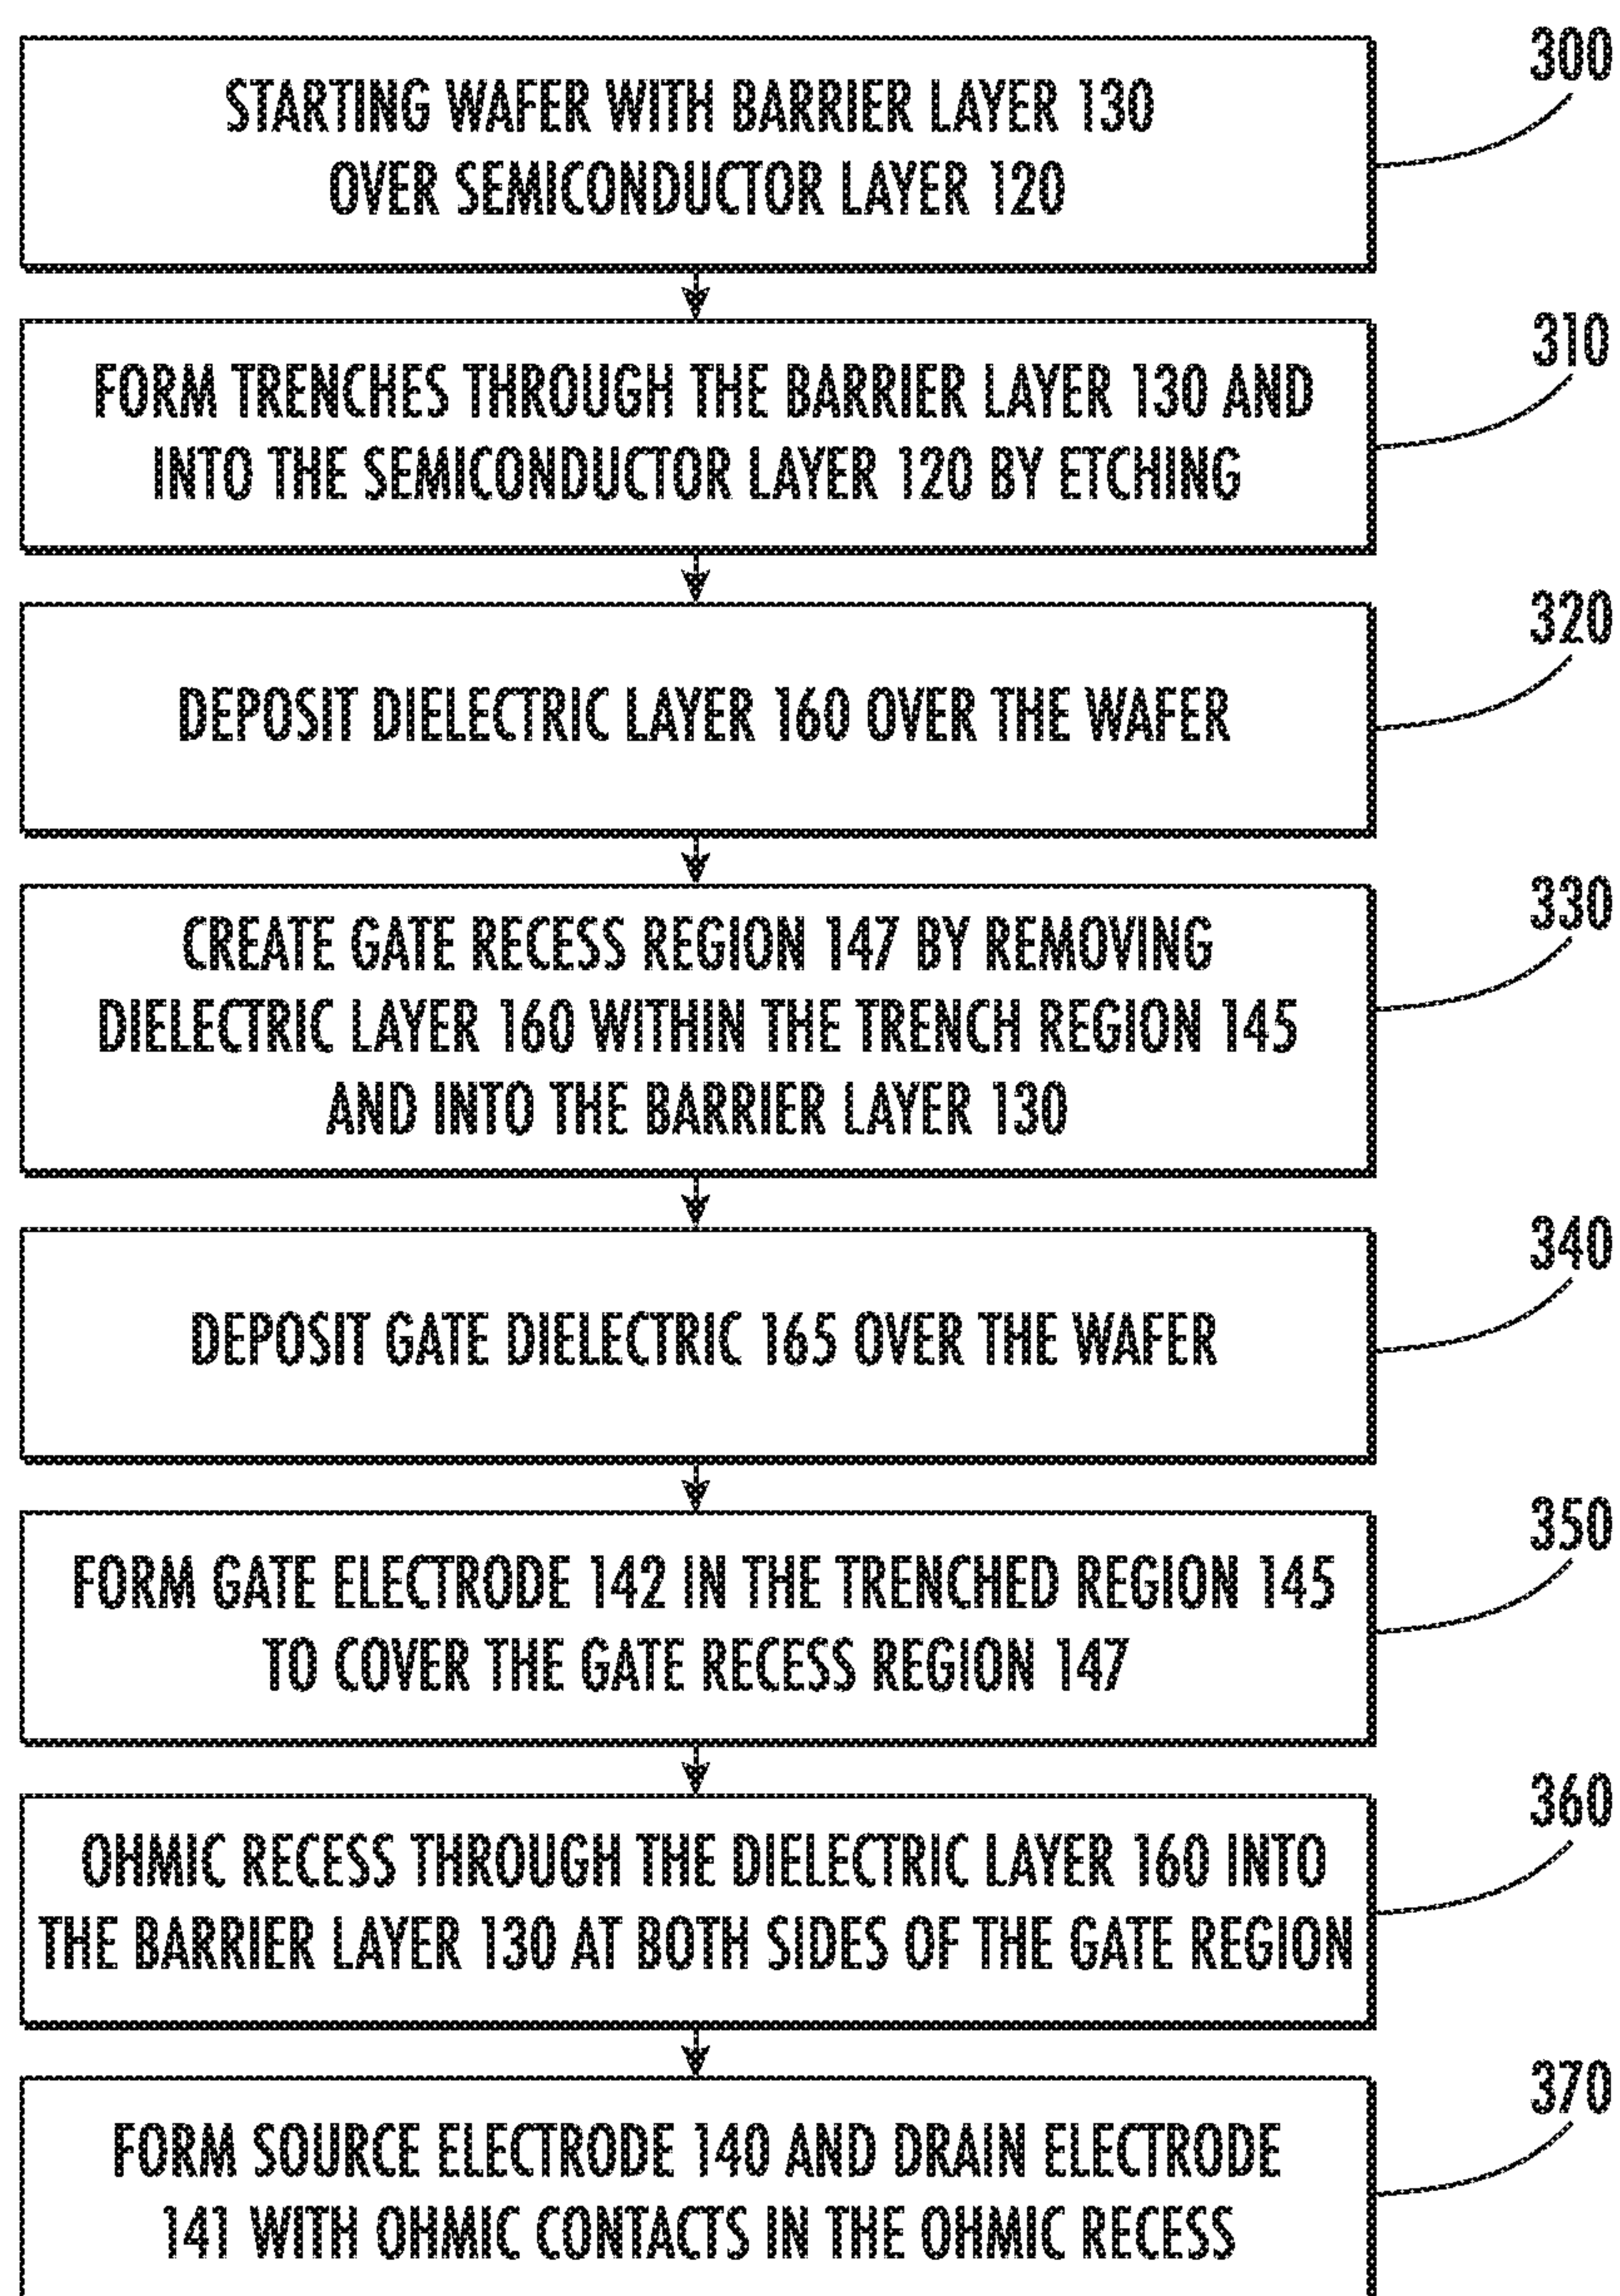 300
STARTING WAFER WITH BARRIER LAYER 130
OVER SEMICONDUCTOR LAYER 120
310
FORM TRENCHES THROUGH THE BARRIER LAYER 130 AND
INTO THE SEMICONDUCTOR LAYER 120 BY ETCHING
320
DEPOSIT DIELECTRIC LAYER 160 OVER THE WAFER
330
CREATE GATE RECESS REGION 147 BY REMOVING
DIELECTRIC LAYER 160 WITHIN THE TRENCH REGION 145
AND INTO THE BARRIER LAYER 130
340
DEPOSIT GATE DIELECTRIC 165 OVER THE WAFER
350
FORM GATE ELECTRODE 142 IN THE TRENCHED REGION 145
TO COVER THE GATE RECESS REGION 147
360
OHMIC RECESS THROUGH THE DIELECTRIC LAYER 160 INTO
THE BARRIER LAYER 130 AT BOTH SIDES OF THE GATE REGION
370
FORM SOURCE ELECTRODE 140 AND DRAIN ELECTRODE
141 WITH OHMIC CONTACTS IN THE OHMIC RECESS